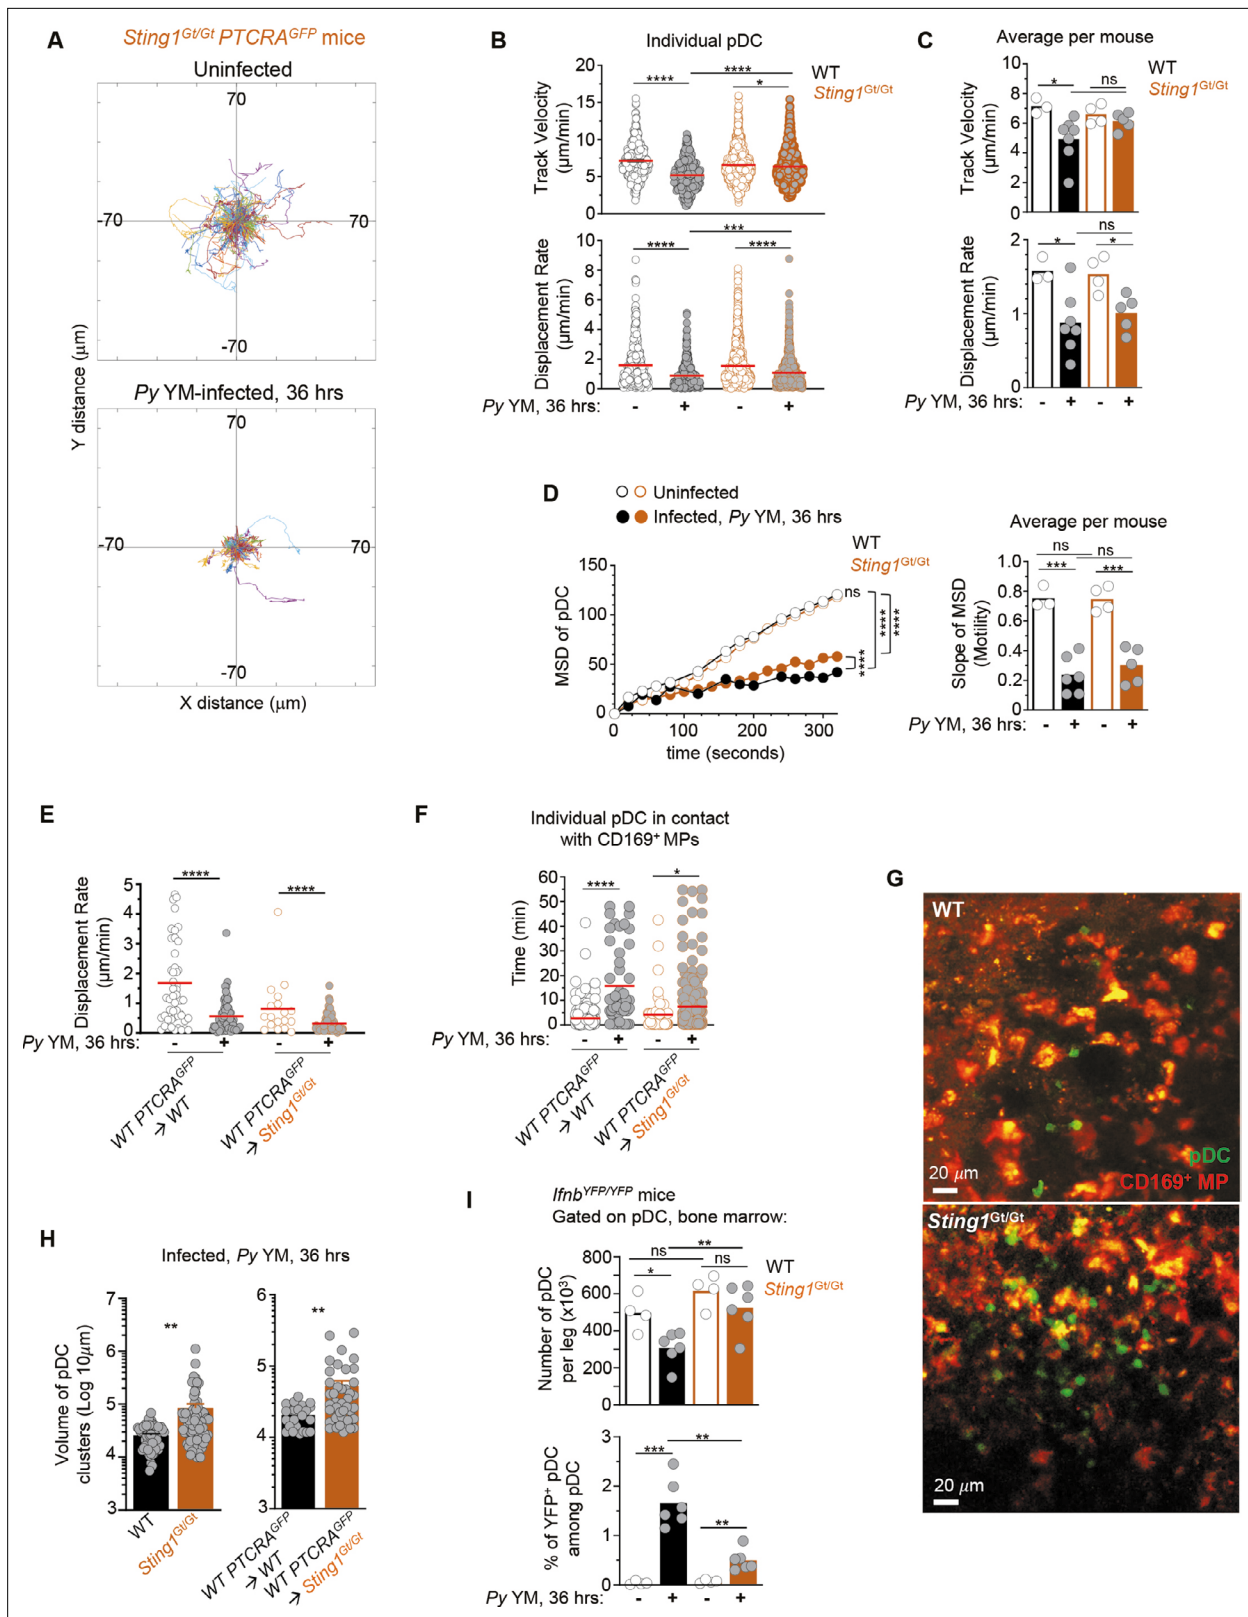 A
Sting1Gt/Gt PTCRAGFP mice
Uninfected
70
-70
70
-70
Py YM-infected, 36 hrs
70
-70
70
-70
Y distance (μm)
X distance (μm)
B
Individual pDC
WT
Sting1Gt/Gt
Track Velocity
(μm/min)
20
15
10
5
0
****
****
*
Displacement Rate
(μm/min)
10
8
6
4
2
0
****
***
****
Py YM, 36 hrs:
-
+
-
+
C
Average per mouse
WT
Sting1Gt/Gt
Track Velocity
(μm/min)
10
8
6
4
2
0
*
ns
Displacement Rate
(μm/min)
2
1
0
*
ns
*
Py YM, 36 hrs:
-
+
-
+
D
Uninfected
Infected, Py YM, 36 hrs
WT
Sting1Gt/Gt
MSD of pDC
150
100
50
0
0
100
200
300
time (seconds)
ns
****
****
****
Average per mouse
Slope of MSD
(Motility)
1.0
0.8
0.6
0.4
0.2
0
ns
ns
***
***
Py YM, 36 hrs:
-
+
-
+
E
Displacement Rate
(μm/min)
5
4
3
2
1
0
****
****
Py YM, 36 hrs:
-
+
-
+
WT PTCRAGFP
→ WT
WT PTCRAGFP
→ Sting1Gt/Gt
F
Individual pDC in contact
with CD169+ MPs
Time (min)
60
50
40
30
20
10
0
****
*
Py YM, 36 hrs:
-
+
-
+
WT PTCRAGFP
→ WT
WT PTCRAGFP
→ Sting1Gt/Gt
G
WT
pDC
CD169+ MP
20 μm
Sting1Gt/Gt
20 μm
H
Infected, Py YM, 36 hrs
Volume of pDC
clusters (Log 10μm)
7
6
5
4
3
**
WT
Sting1Gt/Gt
6
5
4
3
**
WT PTCRAGFP
→ WT
WT PTCRAGFP
→ Sting1Gt/Gt
I
IfnbYFP/YFP mice
Gated on pDC, bone marrow:
WT
Sting1Gt/Gt
Number of pDC
per leg (x103)
800
600
400
200
0
ns
**
*
ns
% of YFP+ pDC
among pDC
3
2
1
0
***
**
**
Py YM, 36 hrs:
-
+
-
+